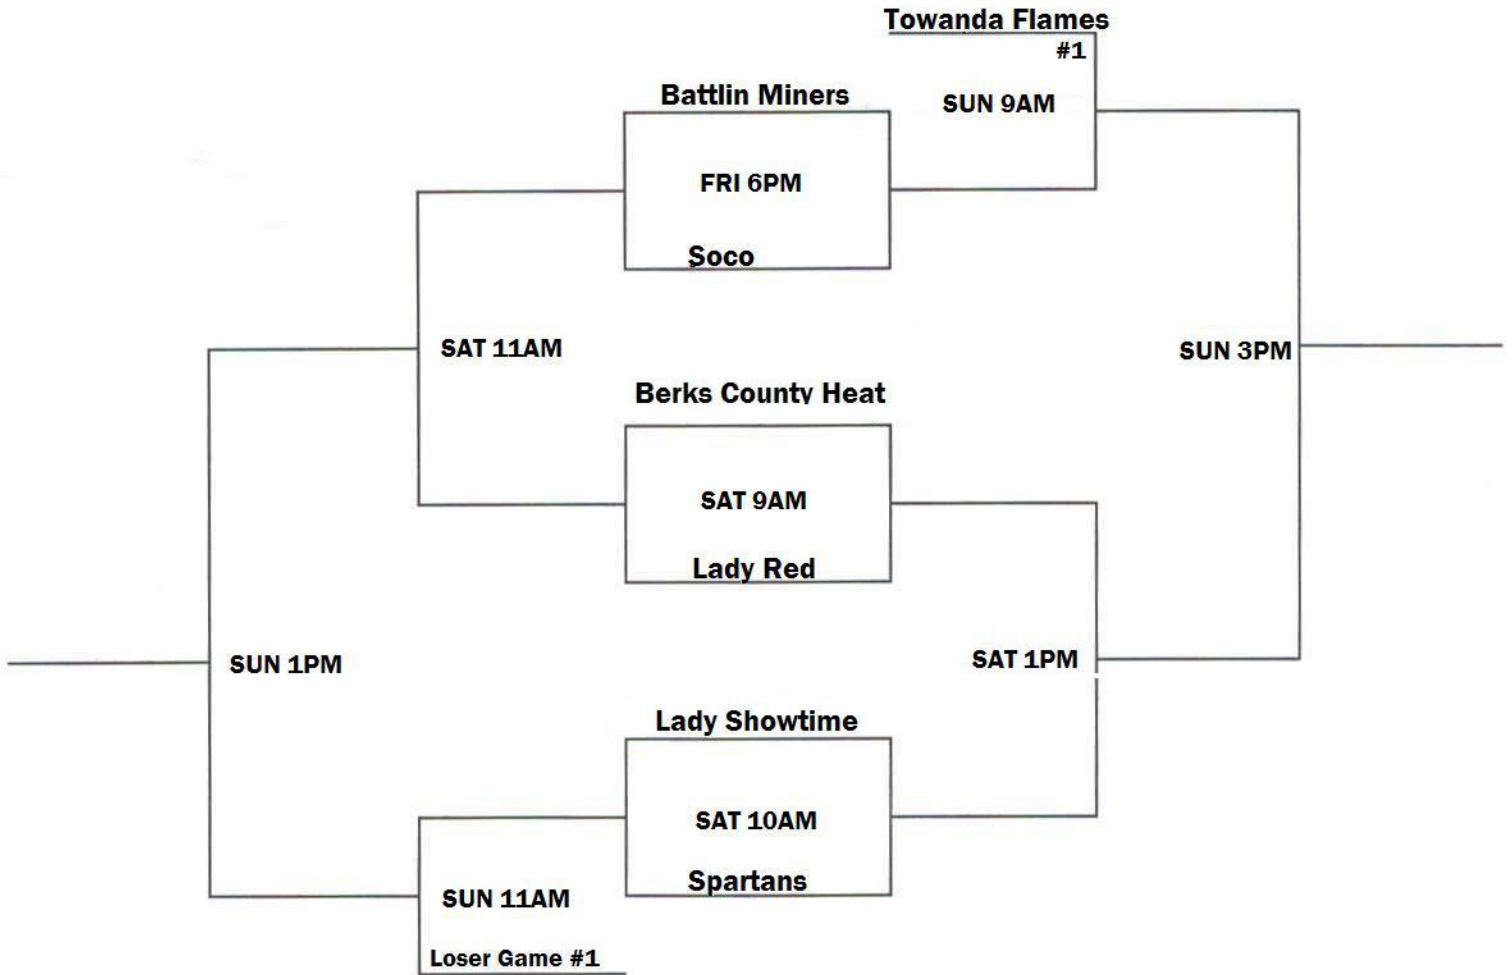 Towanda Flames
#1
Battlin Miners
SUN 9AM
FRI 6PM
Soco
SAT 11AM
SUN 3PM
Berks County Heat
SAT 9AM
Lady Red
SUN 1PM
SAT 1PM
Lady Showtime
SAT 10AM
Spartans
SUN 11AM
Loser Game #1